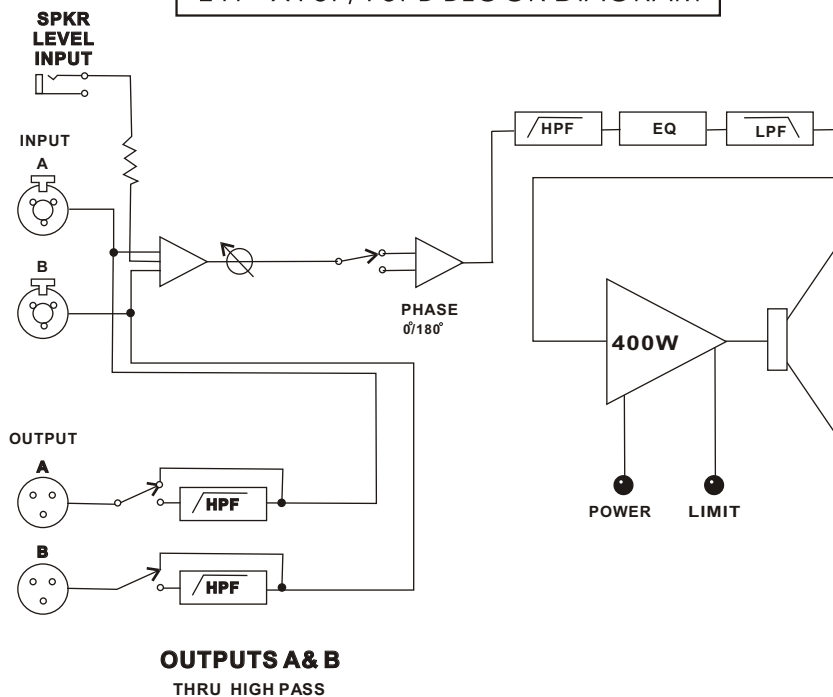 SPKR
LEVEL
INPUT
INPUT
A
B
HPF
EQ
LPF
PHASE
0°/180°
400W
POWER
LIMIT
OUTPUT
A
HPF
B
HPF
OUTPUTS A & B
THRU HIGH PASS